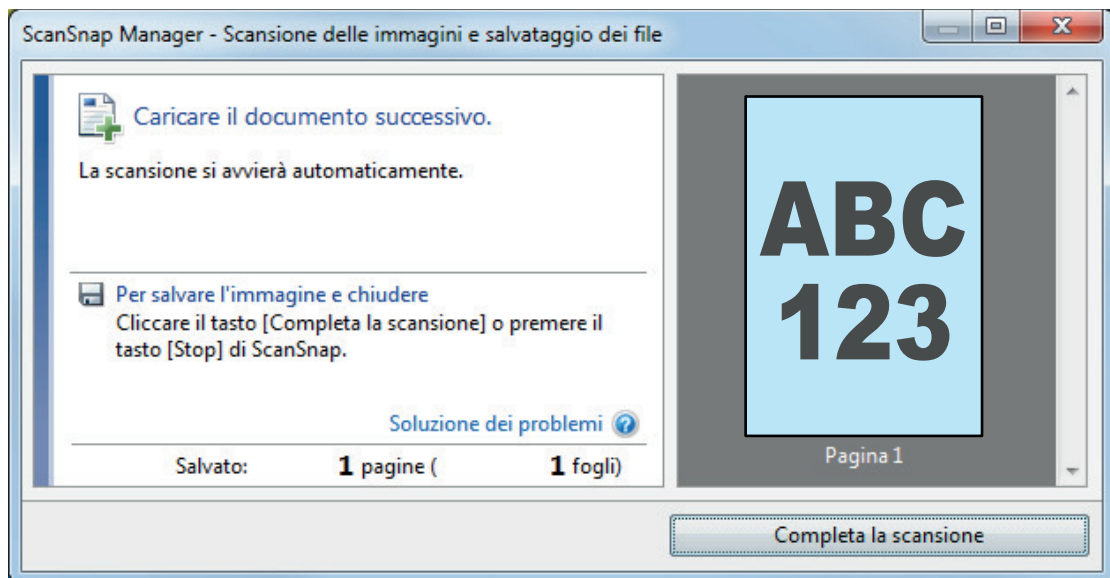 ScanSnap Manager - Scansione delle immagini e salvataggio dei file
Caricare il documento successivo.
La scansione si avvierà automaticamente.
Per salvare l'immagine e chiudere
Cliccare il tasto [Completa la scansione] o premere il
tasto [Stop] di ScanSnap.
Soluzione dei problemi
Salvato: 1 pagine ( 1 fogli)
ABC
123
Pagina 1
Completa la scansione